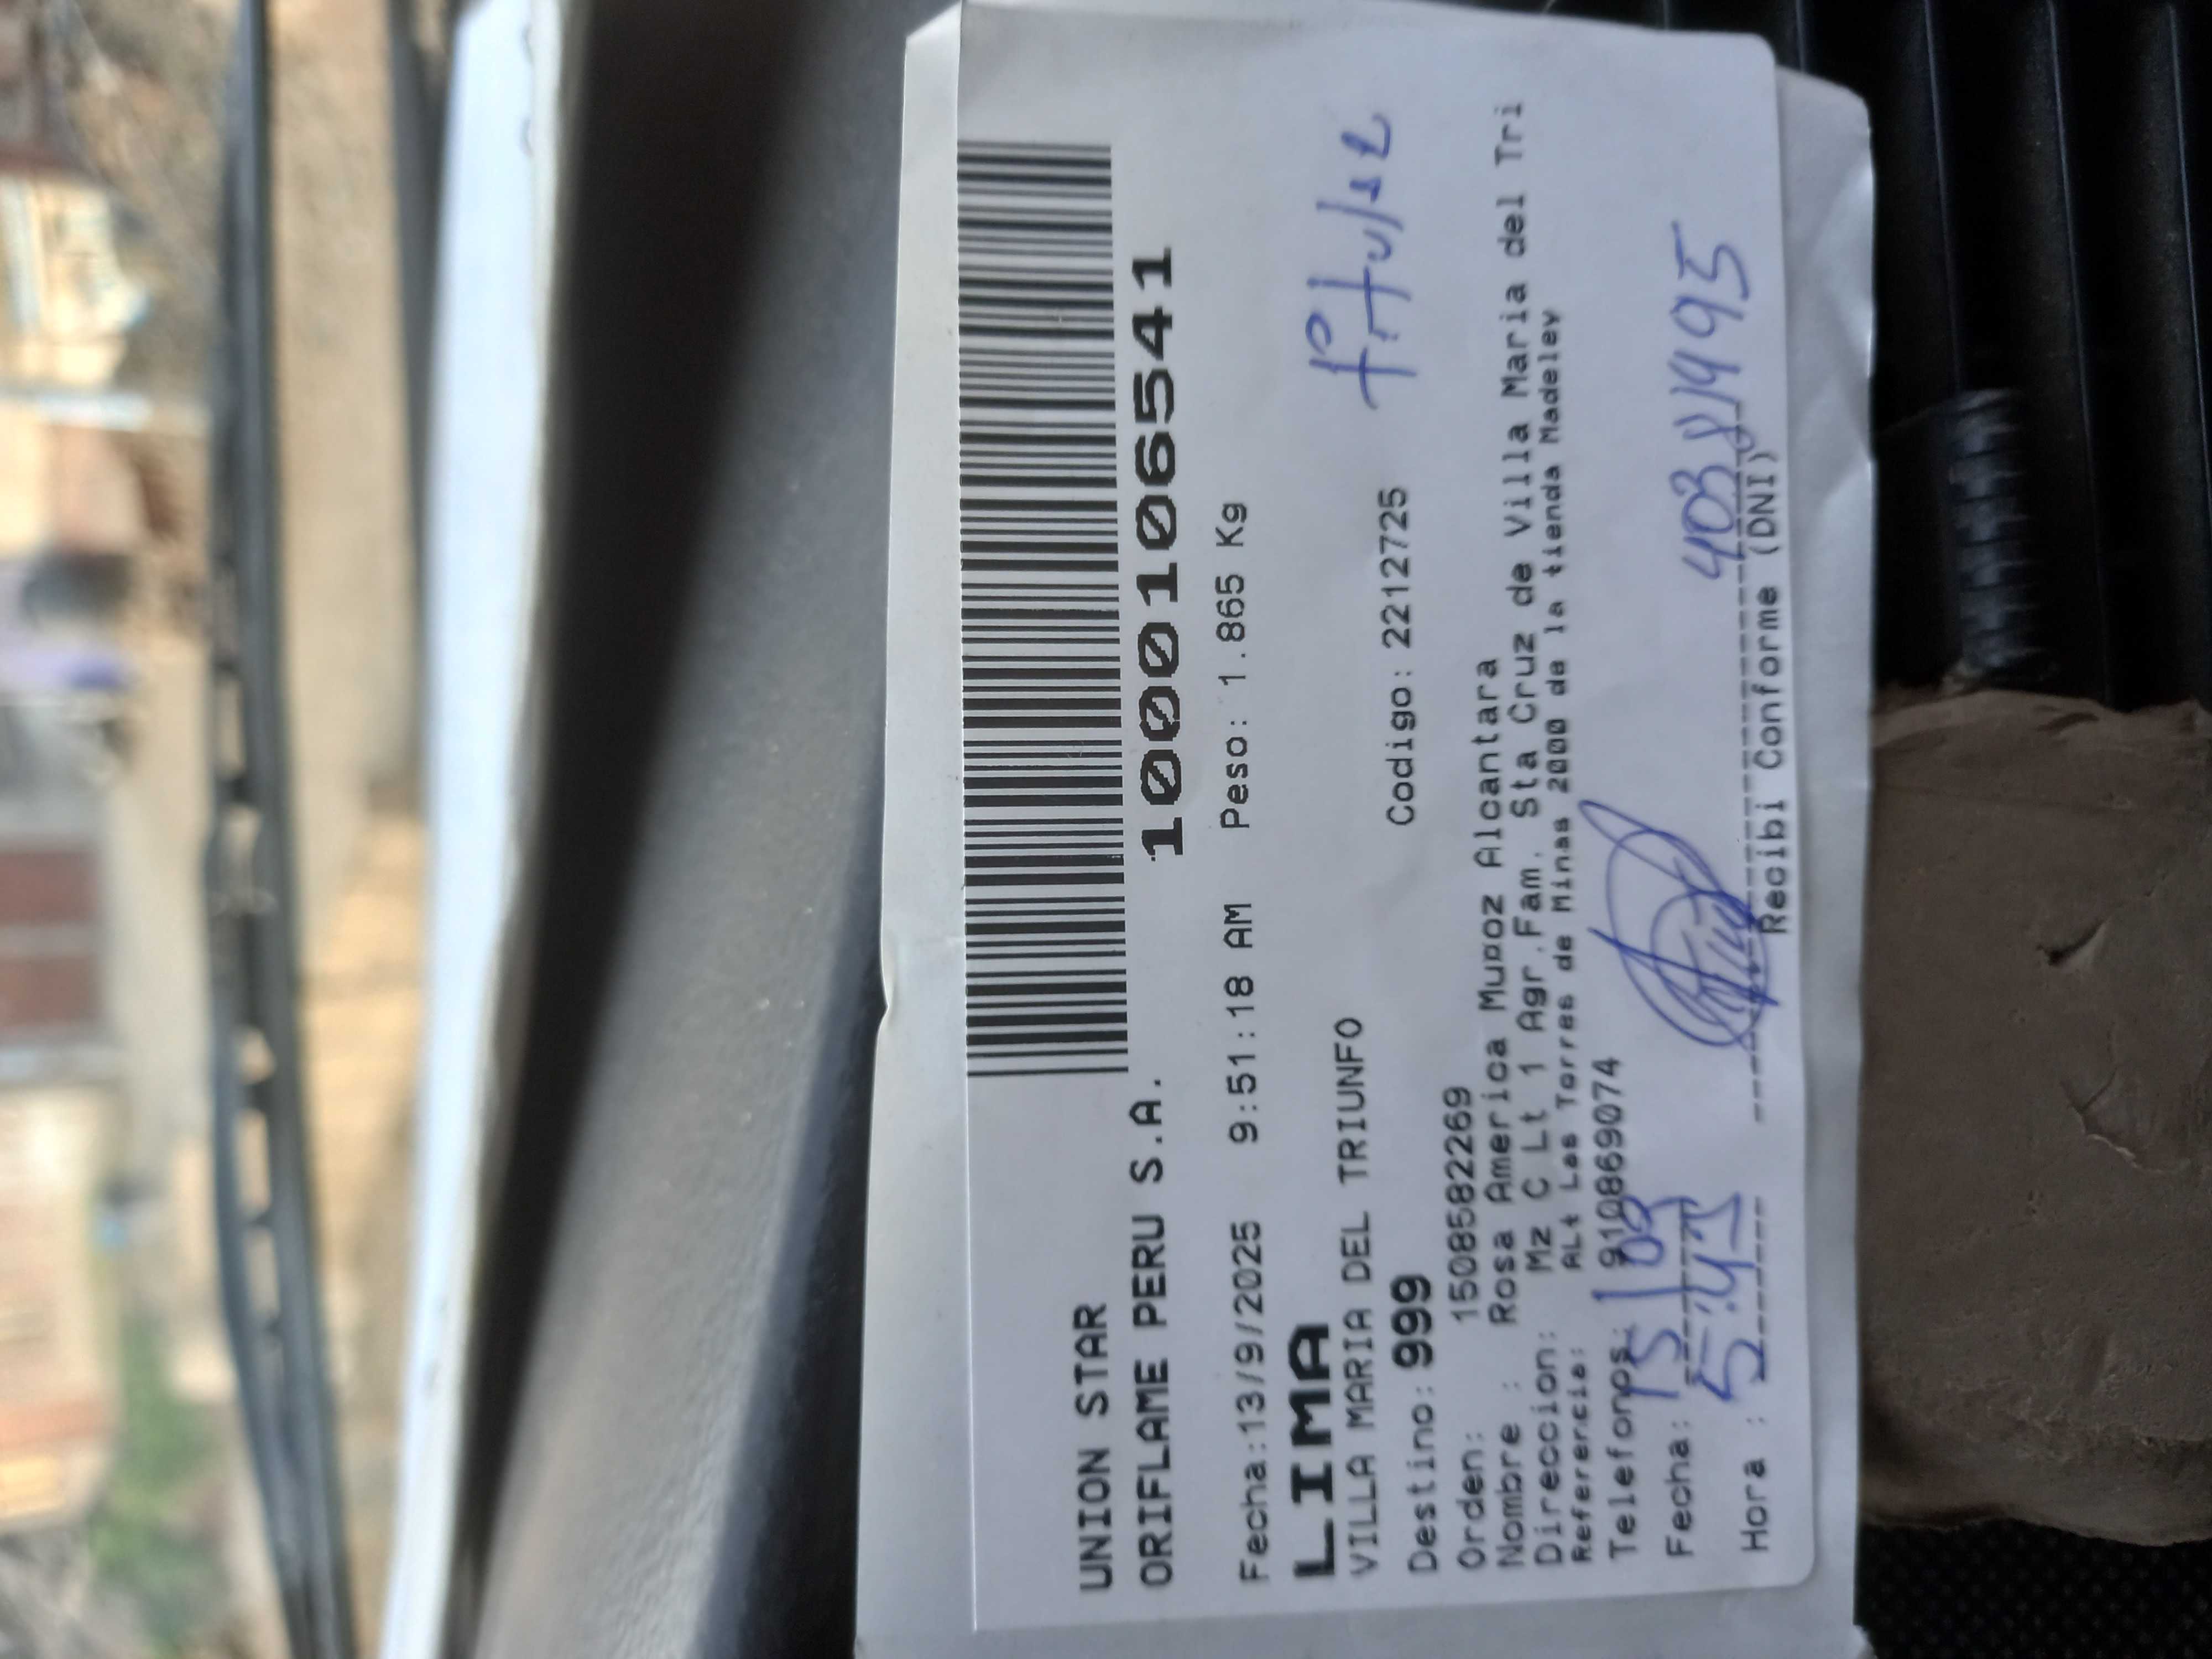 UNION STAR
ORIFLAME PERU S.A. 1000106541
Fecha:13/9/2025 9:51:18 AM Peso: 1.865 Kg
LIMA
VILLA MARIA DEL TRIUNFO
titular
Destino: 999 Codigo: 2212725
Orden: 1508582269
Nombre : Rosa America Muñoz Alcantara
Direccion: Mz C Lt 1 Agr.Fam. Sta Cruz de Villa Maria del Tri
Referencia: ALt Las Torres de Minas 2000 de la tienda Madeley
Telefonos: 910869074
Fecha: 15/09
Hora : 5:45
Recibi Conforme (DNI)